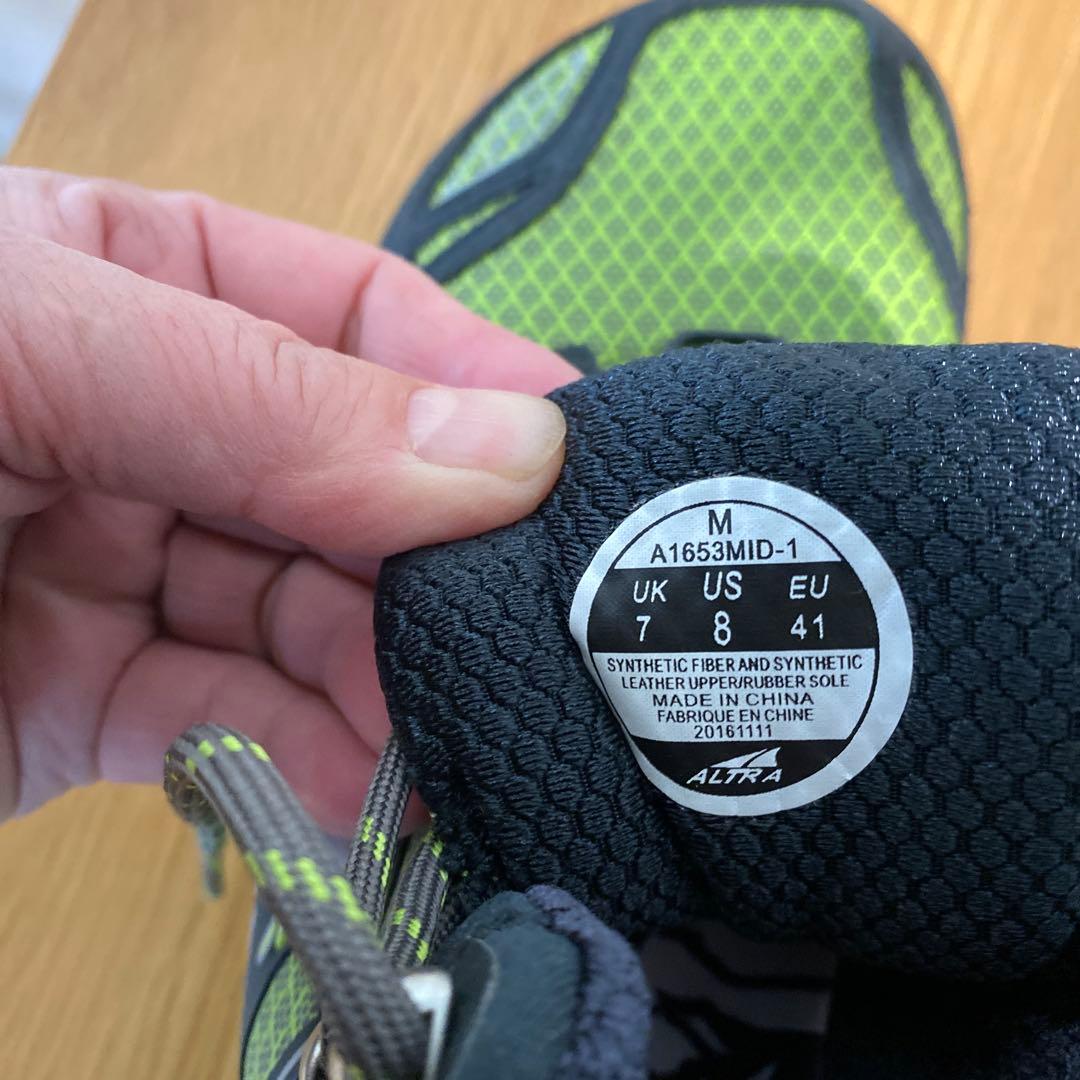 M
A1653MID-1
UK US EU
7 8 41
SYNTHETIC FIBER AND SYNTHETIC
LEATHER UPPER/RUBBER SOLE
MADE IN CHINA
FABRIQUE EN CHINE
20161111
ALTRA